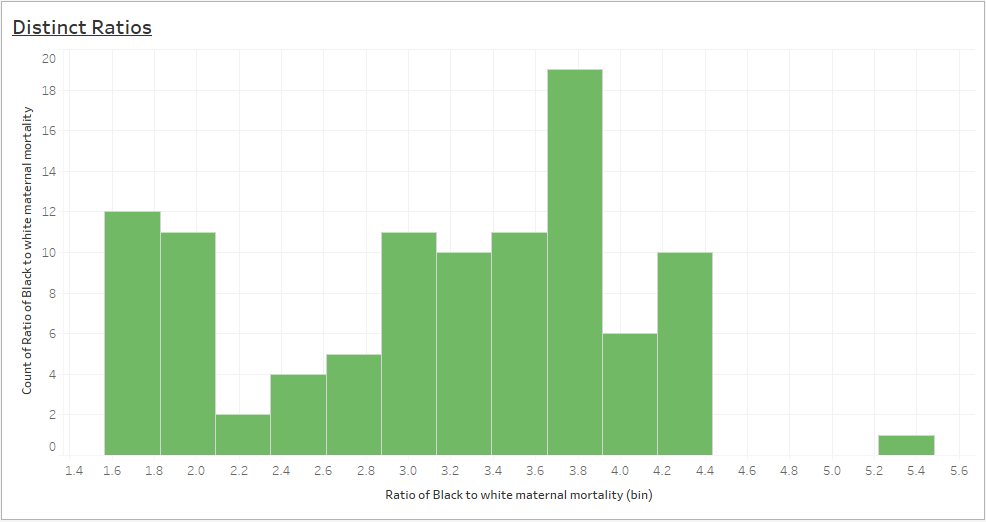 Distinct Ratios
Count of Ratio of Black to white maternal mortality
20
18
16
14
12
10
8
6
4
2
0
1.4 1.6 1.8 2.0 2.2 2.4 2.6 2.8 3.0 3.2 3.4 3.6 3.8 4.0 4.2 4.4 4.6 4.8 5.0 5.2 5.4 5.6
Ratio of Black to white maternal mortality (bin)